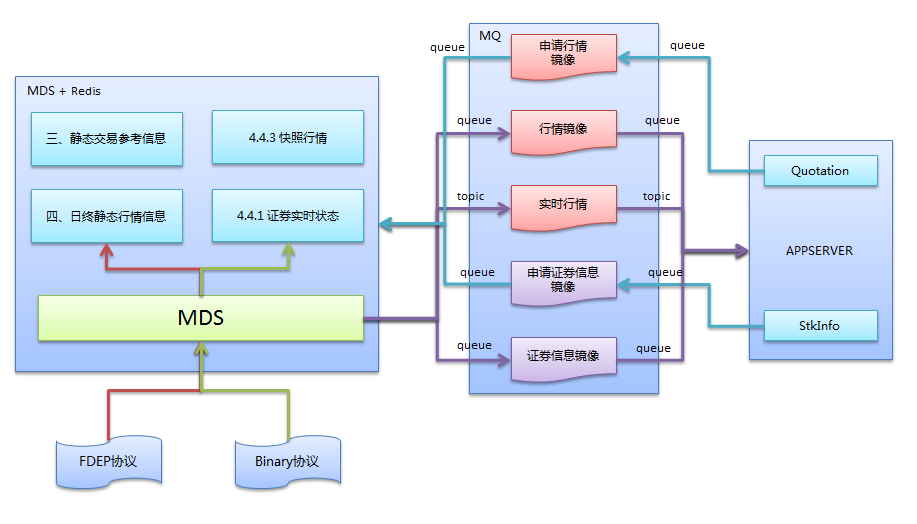 MDS + Redis
三、静态交易参考信息
4.4.3 快照行情
四、日终静态行情信息
4.4.1 证券实时状态
MDS
FDEP协议
Binary协议
MQ
queue
申请行情
镜像
queue
queue
行情镜像
queue
topic
实时行情
topic
queue
申请证券信息
镜像
queue
queue
证券信息镜像
queue
Quotation
APPSERVER
StkInfo